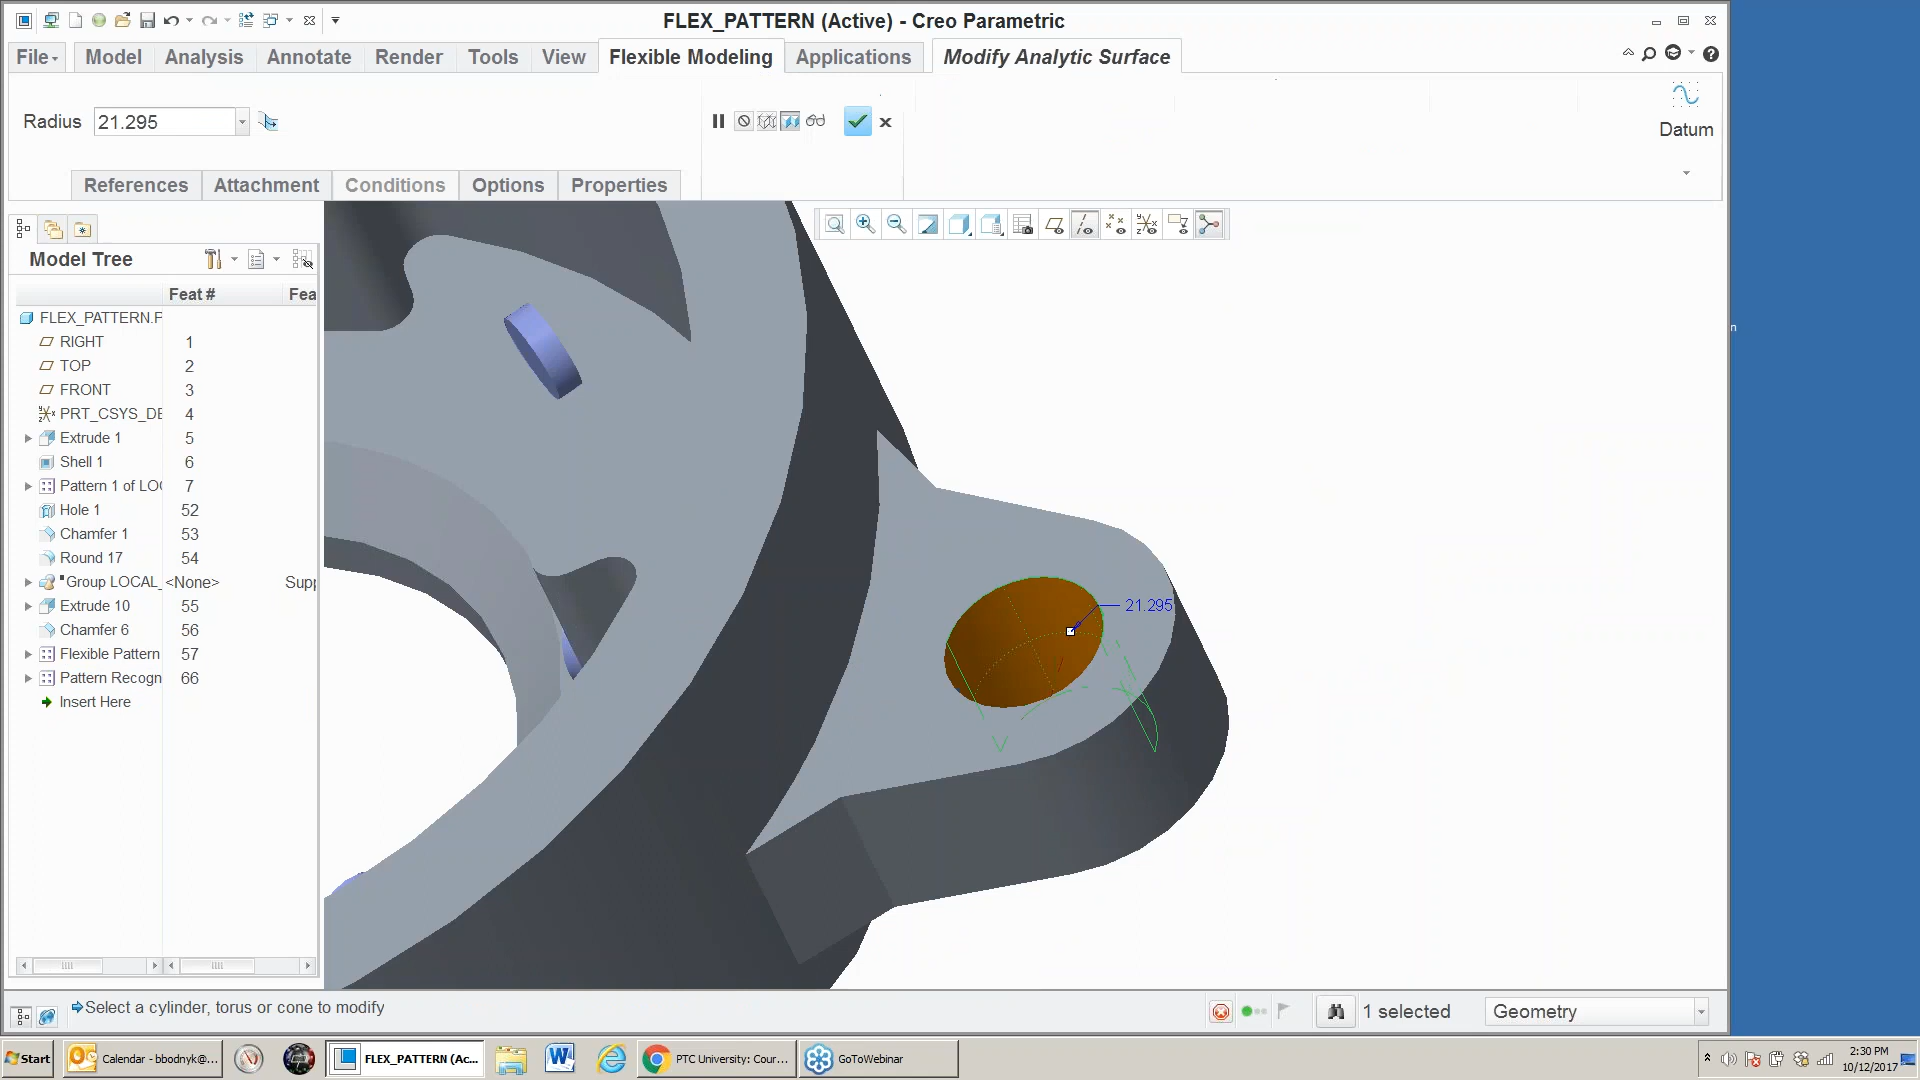 FLEX_PATTERN (Active) - Creo Parametric
File Model Analysis Annotate Render Tools View Flexible Modeling Applications Modify Analytic Surface
Radius 21.295
Datum
References Attachment Conditions Options Properties
Model Tree
Feat # Fea
FLEX_PATTERN.P
RIGHT 1
TOP 2
FRONT 3
PRT_CSYS_DE 4
Extrude 1 5
Shell 1 6
Pattern 1 of LOC 7
Hole 1 52
Chamfer 1 53
Round 17 54
Group LOCAL_ <None> Supp
Extrude 10 55
Chamfer 6 56
Flexible Pattern 57
Pattern Recogn 66
Insert Here
21.295
n
Select a cylinder, torus or cone to modify
1 selected
Geometry
Start
Calendar - bbodnyk@...
FLEX_PATTERN (Ac...
PTC University: Cour...
GoToWebinar
2:30 PM
10/12/2017